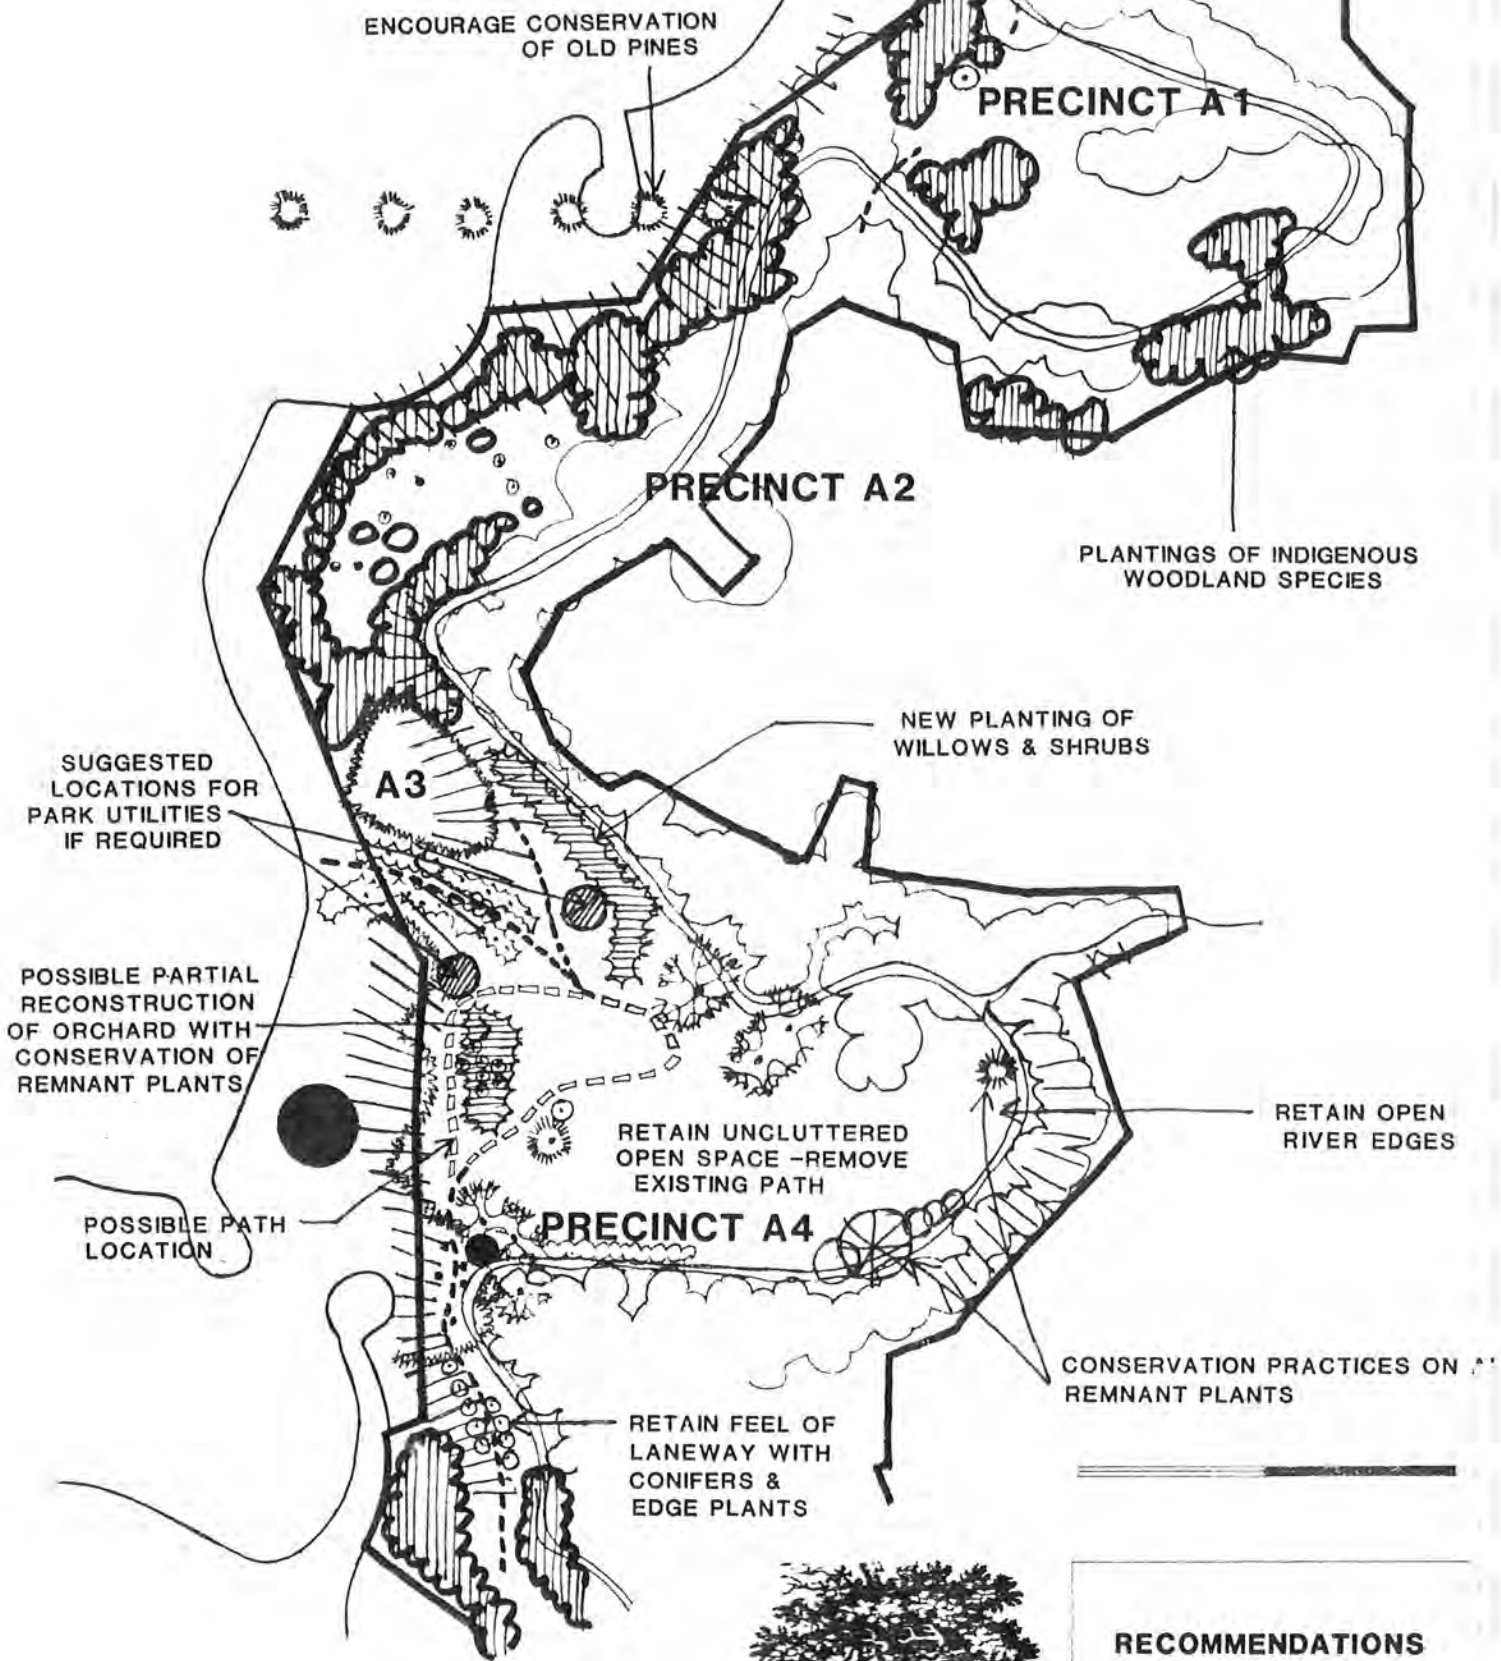 ENCOURAGE CONSERVATION
OF OLD PINES
PRECINCT A1
PRECINCT A2
PLANTINGS OF INDIGENOUS
WOODLAND SPECIES
NEW PLANTING OF
WILLOWS & SHRUBS
SUGGESTED
LOCATIONS FOR
PARK UTILITIES
IF REQUIRED
A3
POSSIBLE PARTIAL
RECONSTRUCTION
OF ORCHARD WITH
CONSERVATION OF
REMNANT PLANTS
RETAIN OPEN
RIVER EDGES
RETAIN UNCLUTTERED
OPEN SPACE -REMOVE
EXISTING PATH
POSSIBLE PATH
LOCATION
PRECINCT A4
CONSERVATION PRACTICES ON
REMNANT PLANTS
RETAIN FEEL OF
LANEWAY WITH
CONIFERS &
EDGE PLANTS
RECOMMENDATIONS